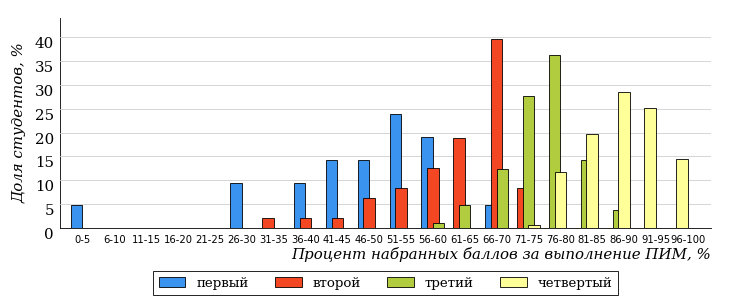 Доля студентов, %
40
35
30
25
20
15
10
5
0
0-5 6-10 11-15 16-20 21-25 26-30 31-35 36-40 41-45 46-50 51-55 56-60 61-65 66-70 71-75 76-80 81-85 86-90 91-95 96-100
Процент набранных баллов за выполнение ПИМ, %
первый второй третий четвертый